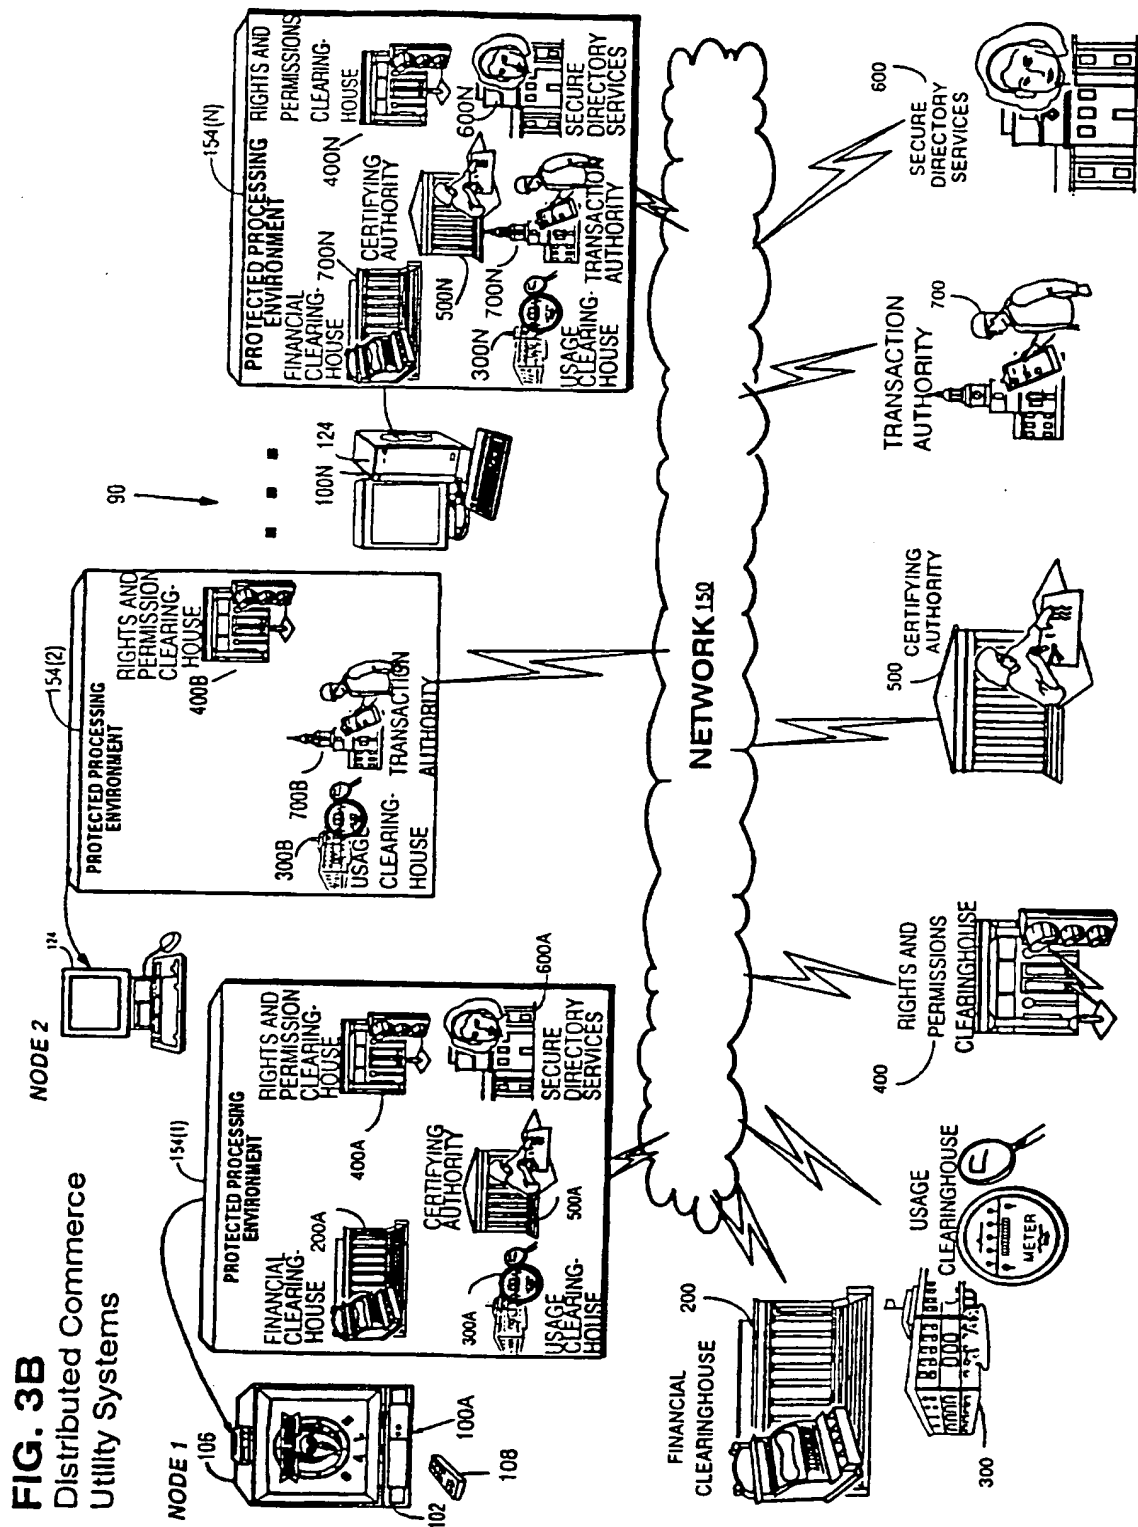 FIG. 3B
Distributed Commerce
Utility Systems
NODE 1
106
102
100A
108
154(1)
PROTECTED PROCESSING
ENVIRONMENT
FINANCIAL
CLEARING-
HOUSE
200A
RIGHTS AND
PERMISSION
CLEARING-
HOUSE
400A
CERTIFYING
AUTHORITY
500A
300A
USAGE
CLEARING-
HOUSE
600A
SECURE
DIRECTORY
SERVICES
NODE 2
124
154(2)
PROTECTED PROCESSING
ENVIRONMENT
RIGHTS AND
PERMISSION
CLEARING-
HOUSE
400B
300B
USAGE
CLEARING-
HOUSE
700B
TRANSACTION
AUTHORITY
90
100N
124
154(N)
PROTECTED PROCESSING
ENVIRONMENT
FINANCIAL
CLEARING-
HOUSE
700N
RIGHTS AND
PERMISSIONS
CLEARING-
HOUSE
400N
CERTIFYING
AUTHORITY
500N
300N
USAGE
CLEARING-
HOUSE
700N
TRANSACTION
AUTHORITY
600N
SECURE
DIRECTORY
SERVICES
NETWORK 150
FINANCIAL
CLEARINGHOUSE
200
300
USAGE
CLEARINGHOUSE
METER
400
RIGHTS AND
PERMISSIONS
CLEARINGHOUSE
500
CERTIFYING
AUTHORITY
TRANSACTION
AUTHORITY
700
SECURE
DIRECTORY
SERVICES
600